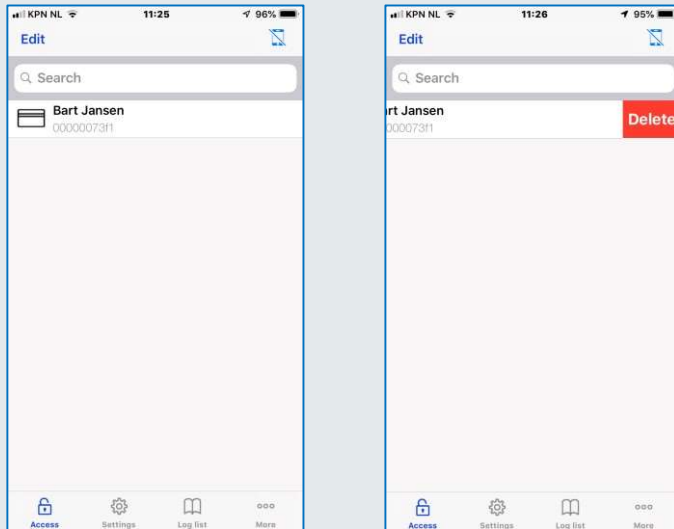 KPN NL 11:25 96%
Edit
Search
Bart Jansen
00000073f1
Access Settings Log list More
KPN NL 11:26 95%
Edit
Search
rt Jansen
000073f1
Delete
Access Settings Log list More